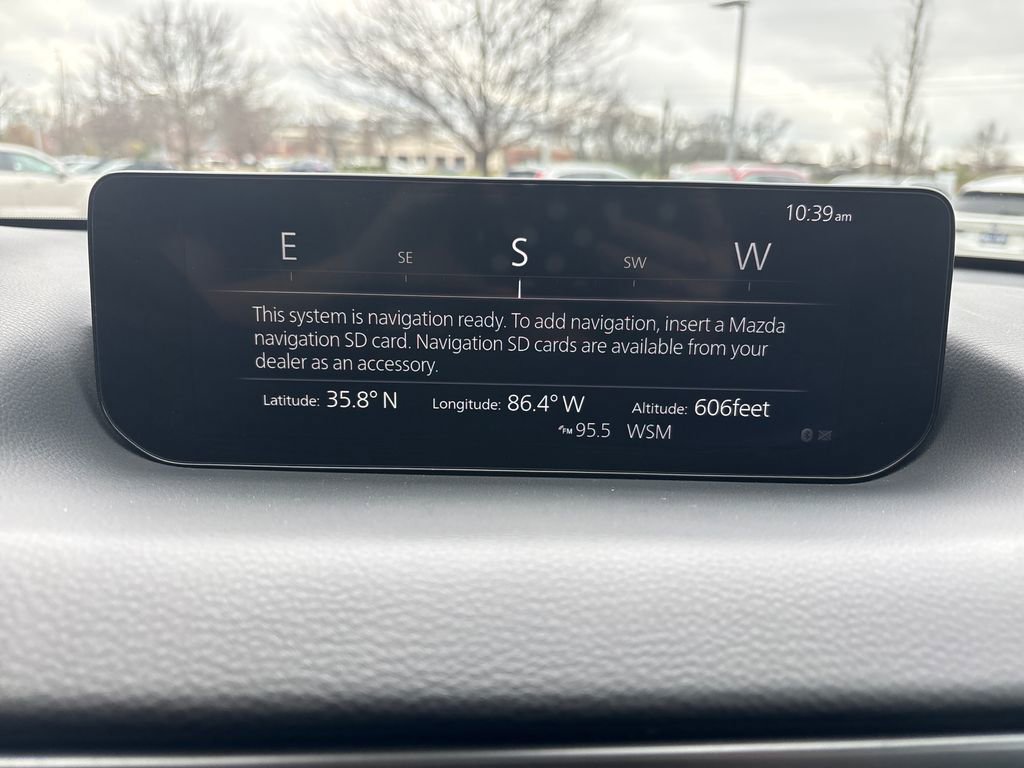 10:39am
E SE S SW W
This system is navigation ready. To add navigation, insert a Mazda
navigation SD card. Navigation SD cards are available from your
dealer as an accessory.
Latitude: 35.8° N Longitude: 86.4° W Altitude: 606feet
FM 95.5 WSM